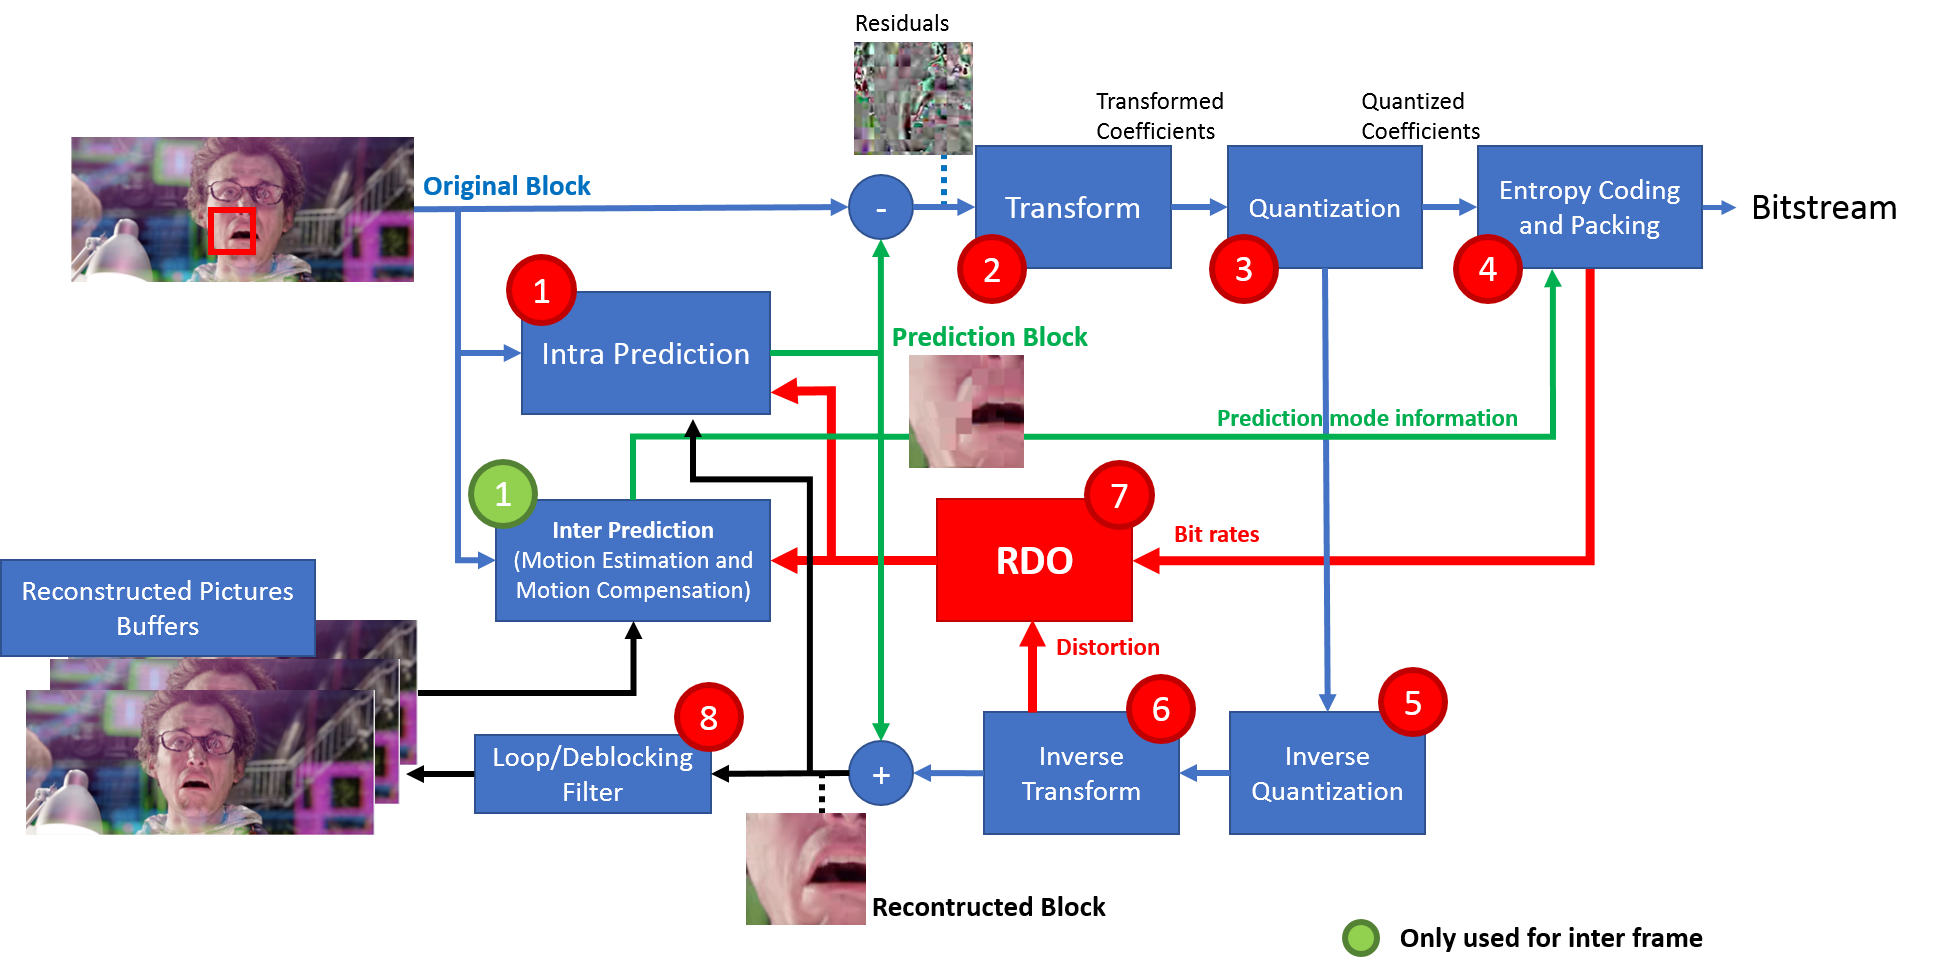 Residuals
Transformed
Coefficients
Quantized
Coefficients
Original Block
-
Transform
Quantization
Entropy Coding
and Packing
Bitstream
2
3
4
1
Intra Prediction
Prediction Block
Prediction mode information
1
Inter Prediction
(Motion Estimation and
Motion Compensation)
7
RDO
Bit rates
Distortion
Reconstructed Pictures
Buffers
8
Loop/Deblocking
Filter
+
6
Inverse
Transform
5
Inverse
Quantization
Recontructed Block
Only used for inter frame